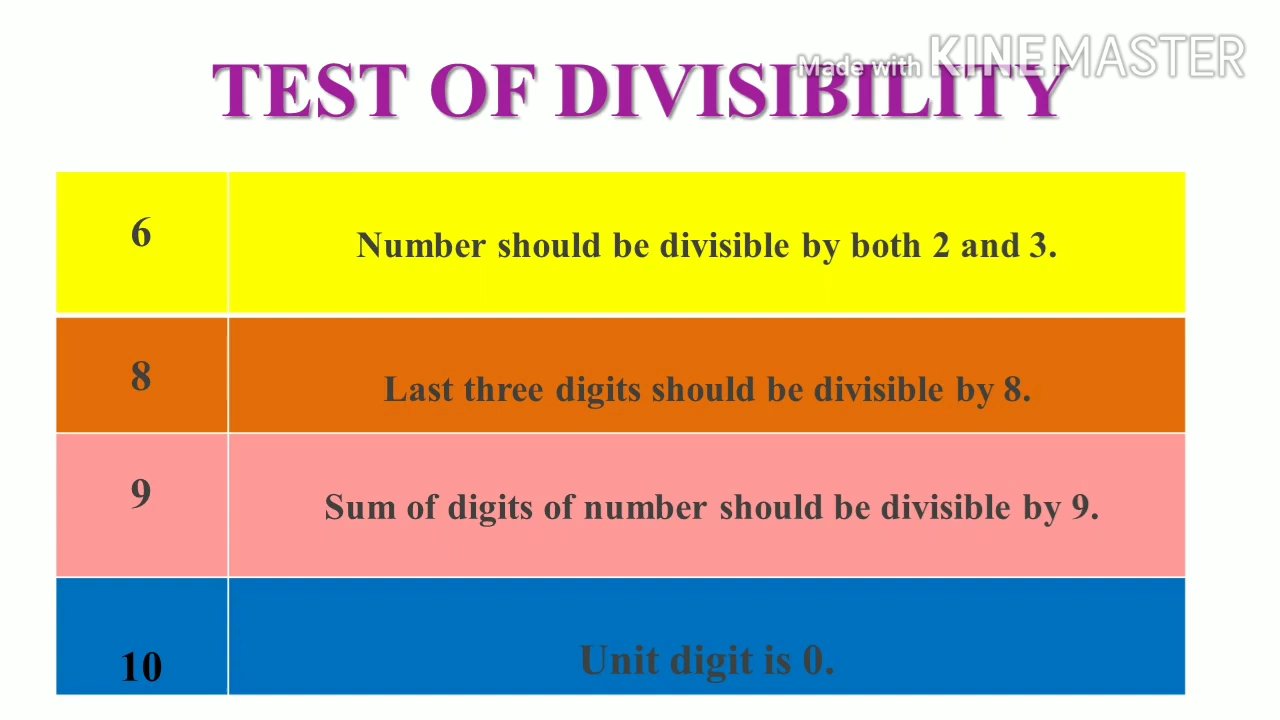 Made with KINEMASTER
TEST OF DIVISIBILITY
6
Number should be divisible by both 2 and 3.
8
Last three digits should be divisible by 8.
9
Sum of digits of number should be divisible by 9.
10
Unit digit is 0.